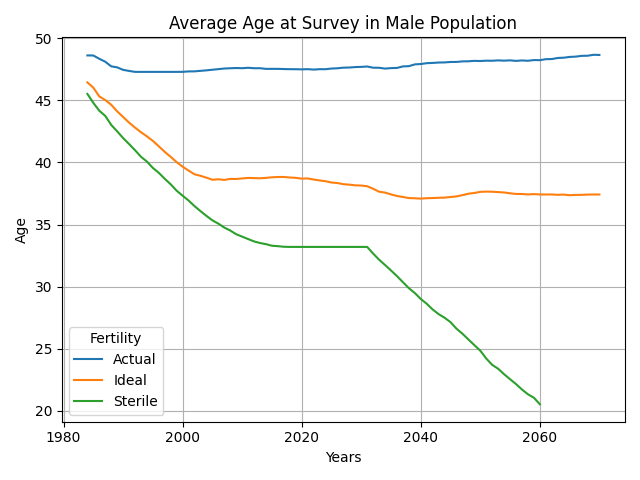 Average Age at Survey in Male Population
50
45
40
35
30
25
20
Age
Fertility
Actual
Ideal
Sterile
1980 2000 2020 2040 2060
Years